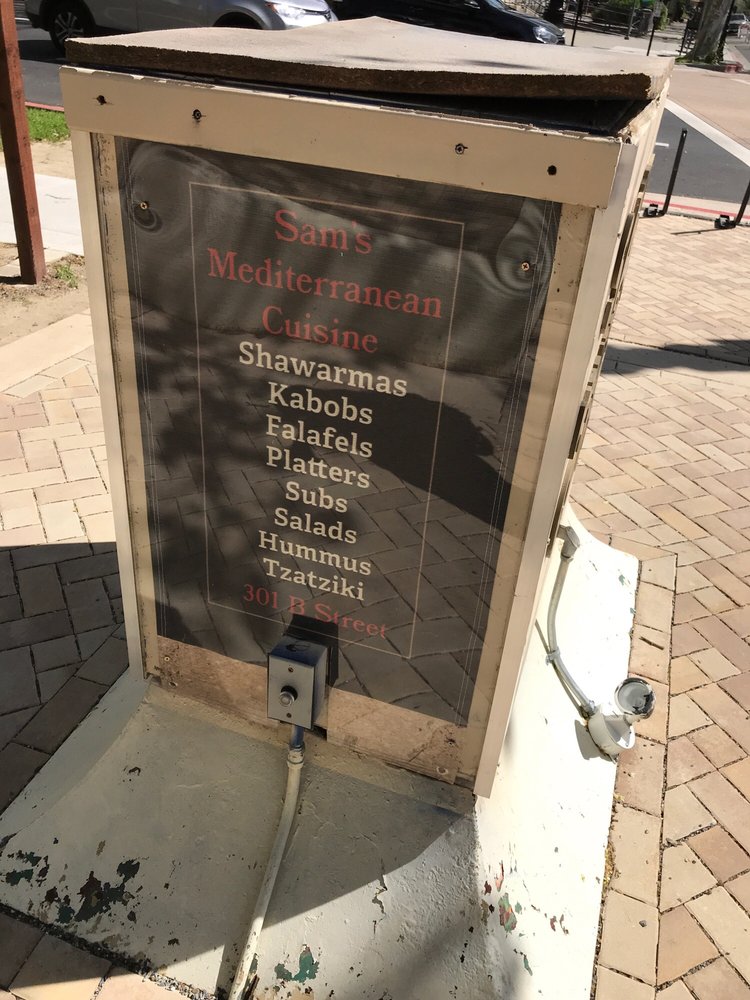 Sam's
Mediterranean
Cuisine
Shawarmas
Kabobs
Falafels
Platters
Subs
Salads
Hummus
Tzatziki
301 B Street